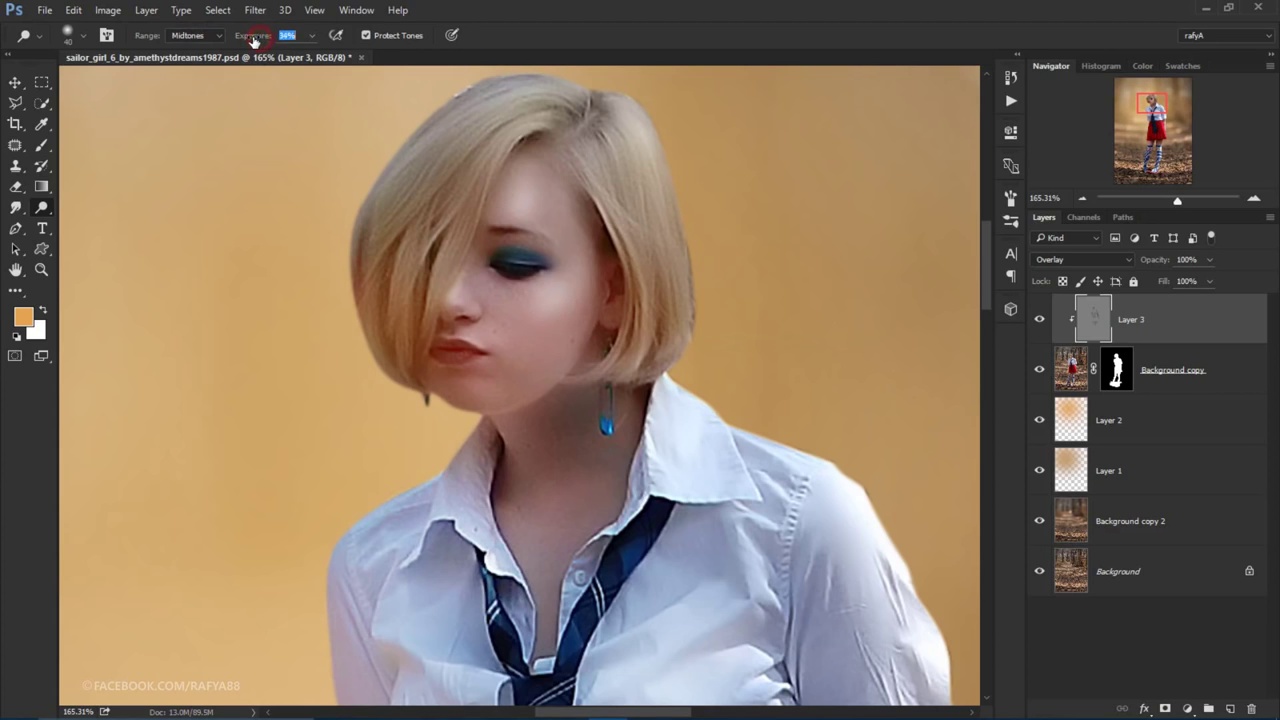 Ps File Edit Image Layer Type Select Filter 3D View Window Help
40 Range: Midtones Exposure: 34% Protect Tones rafyA
sailor_girl_6_by_amethystdreams1987.psd @ 165% (Layer 3, RGB/8) *
Navigator Histogram Color Swatches
165.31%
Layers Channels Paths
Kind
Overlay Opacity: 100%
Lock: Fill: 100%
Layer 3
Background copy
Layer 2
Layer 1
Background copy 2
Background
©FACEBOOK.COM/RAFYA88
165.31% Doc: 13.0M/89.5M